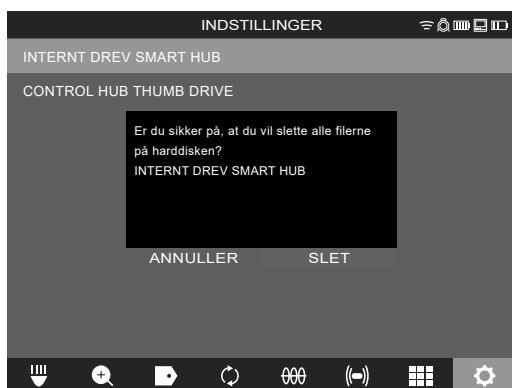 INDSTILLINGER
INTERNT DREV SMART HUB
CONTROL HUB THUMB DRIVE
Er du sikker på, at du vil slette alle filerne
på harddisken?
INTERNT DREV SMART HUB
ANNULLER SLET